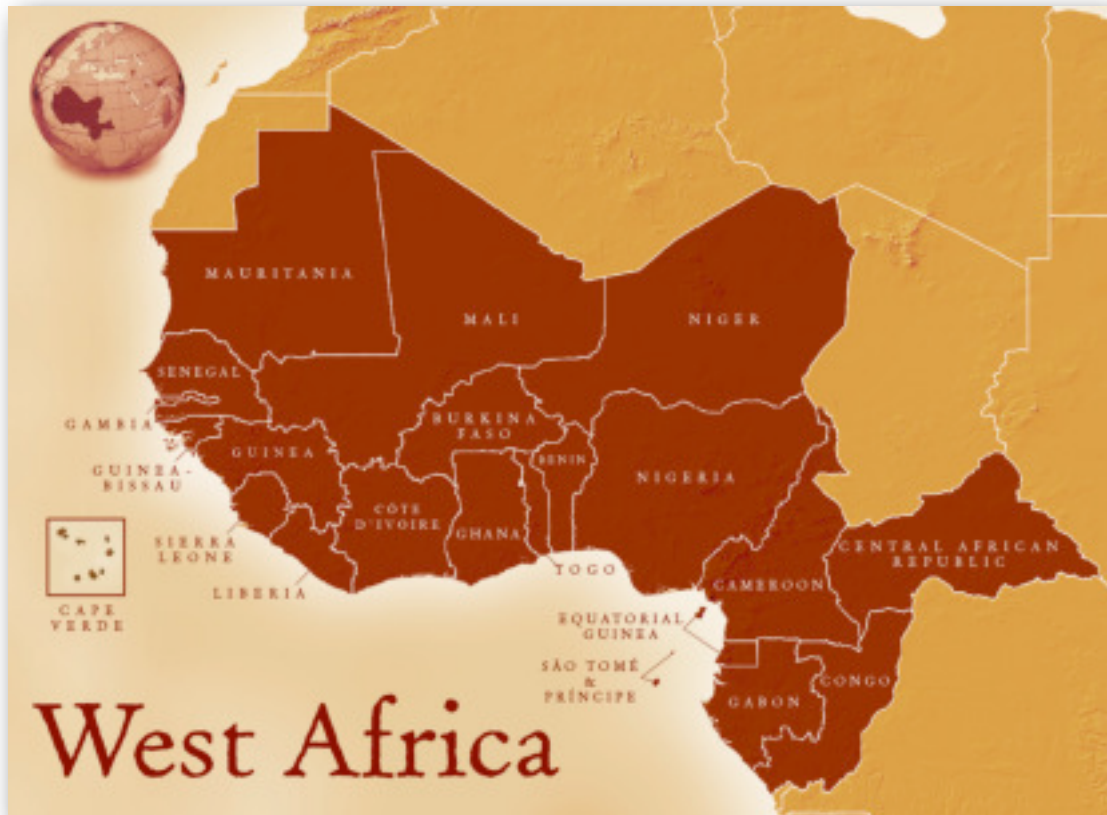 MAURITANIA
MALI
NIGER
SENEGAL
GAMBIA
BURKINA
FASO
GUINEA
BENIN
GUINEA-
BISSAU
NIGERIA
CÔTE
D'IVOIRE
GHANA
SIERRA
LEONE
CENTRAL AFRICAN
REPUBLIC
TOGO
CAMEROON
LIBERIA
CAPE
VERDE
EQUATORIAL
GUINEA
SÃO TOMÉ
&
PRÍNCIPE
CONGO
GABON
West Africa